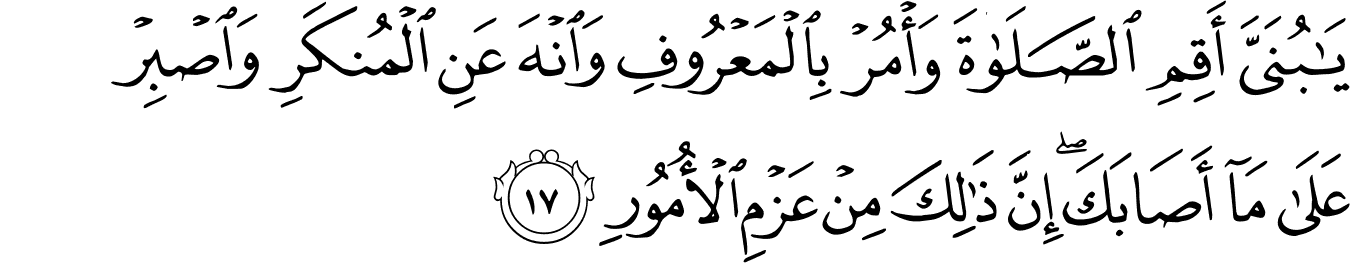 يَٰبُنَىَّ أَقِمِ ٱلصَّلَوٰةَ وَأْمُرْ بِٱلْمَعْرُوفِ وَٱنْهَ عَنِ ٱلْمُنكَرِ وَٱصْبِرْ
عَلَىٰ مَآ أَصَابَكَ ۖ إِنَّ ذَٰلِكَ مِنْ عَزْمِ ٱلْأُمُورِ ١٧